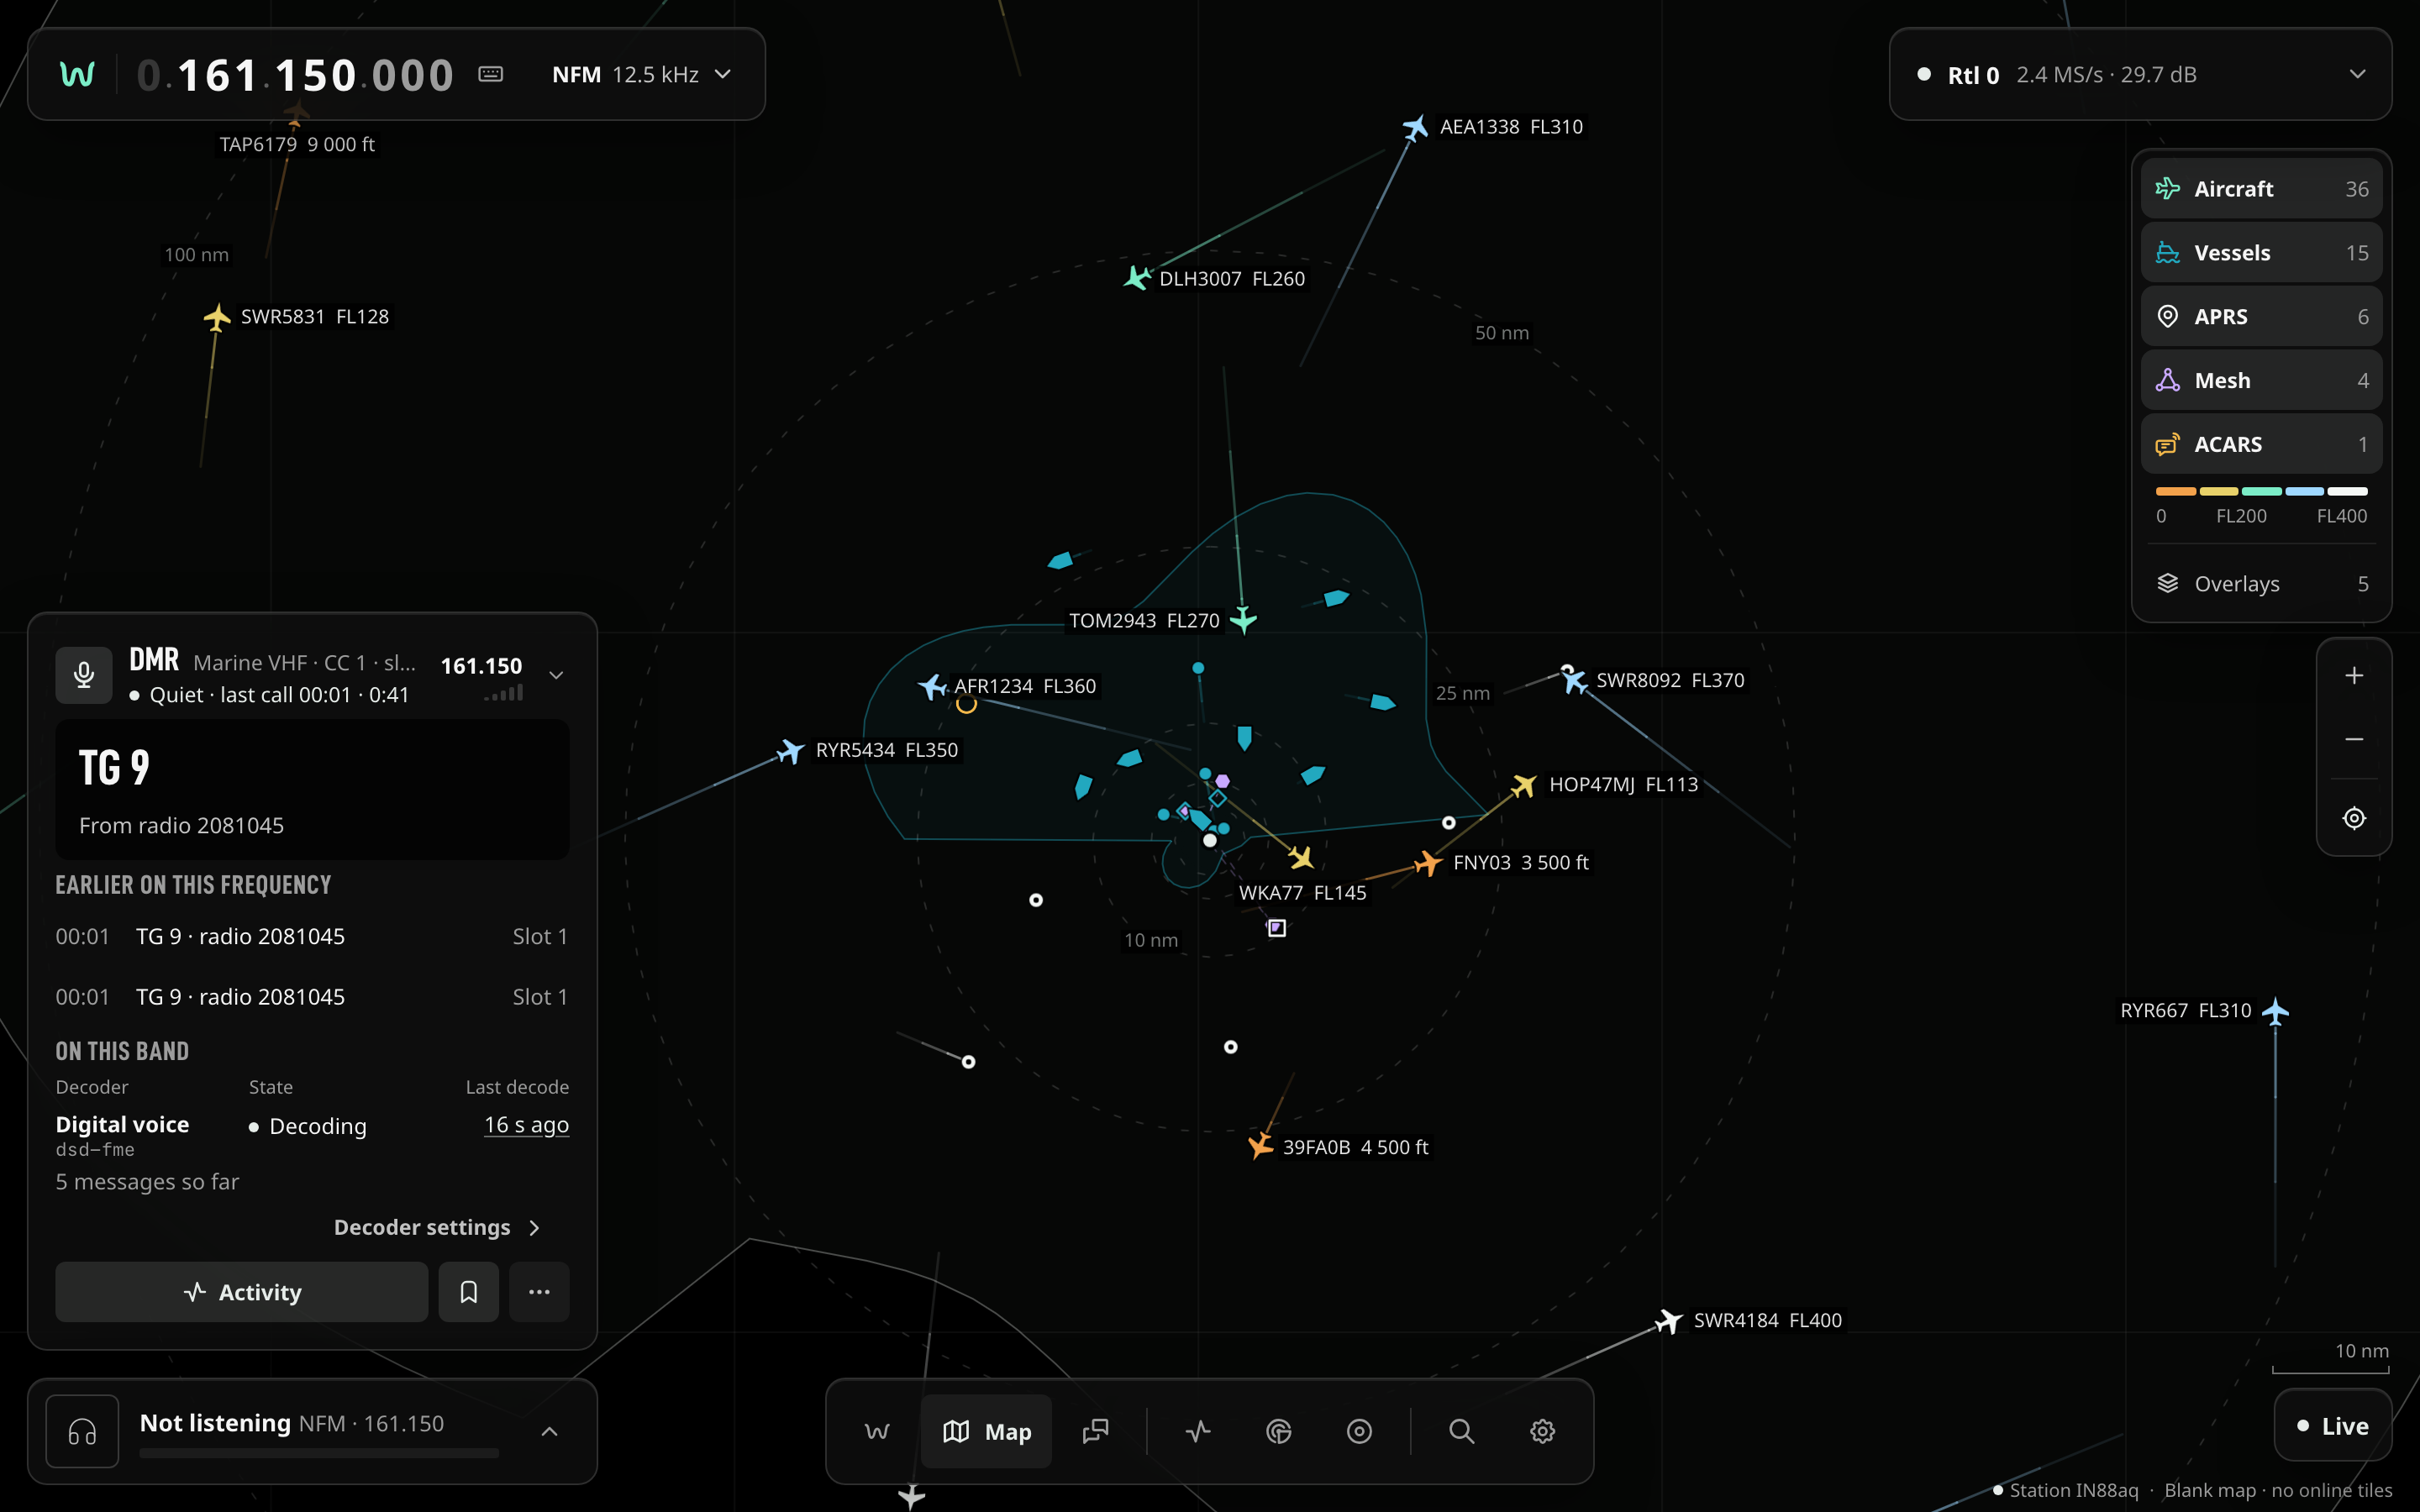 0.161.150.000 NFM 12.5 kHz
Rtl 0 2.4 MS/s · 29.7 dB
TAP6179 9 000 ft
AEA1338 FL310
Aircraft 36
Vessels 15
APRS 6
Mesh 4
ACARS 1
0 FL200 FL400
Overlays 5
100 nm
DLH3007 FL260
SWR5831 FL128
50 nm
TOM2943 FL270
AFR1234 FL360
25 nm
SWR8092 FL370
RYR5434 FL350
HOP47MJ FL113
FNY03 3 500 ft
WKA77 FL145
10 nm
RYR667 FL310
39FA0B 4 500 ft
SWR4184 FL400
DMR Marine VHF · CC 1 · sl... 161.150
Quiet · last call 00:01 · 0:41
TG 9
From radio 2081045
EARLIER ON THIS FREQUENCY
00:01 TG 9 · radio 2081045 Slot 1
00:01 TG 9 · radio 2081045 Slot 1
ON THIS BAND
Decoder State Last decode
Digital voice Decoding 16 s ago
dsd-fme
5 messages so far
Decoder settings
Activity
Not listening NFM · 161.150
Map
10 nm
Live
Station IN88aq · Blank map · no online tiles